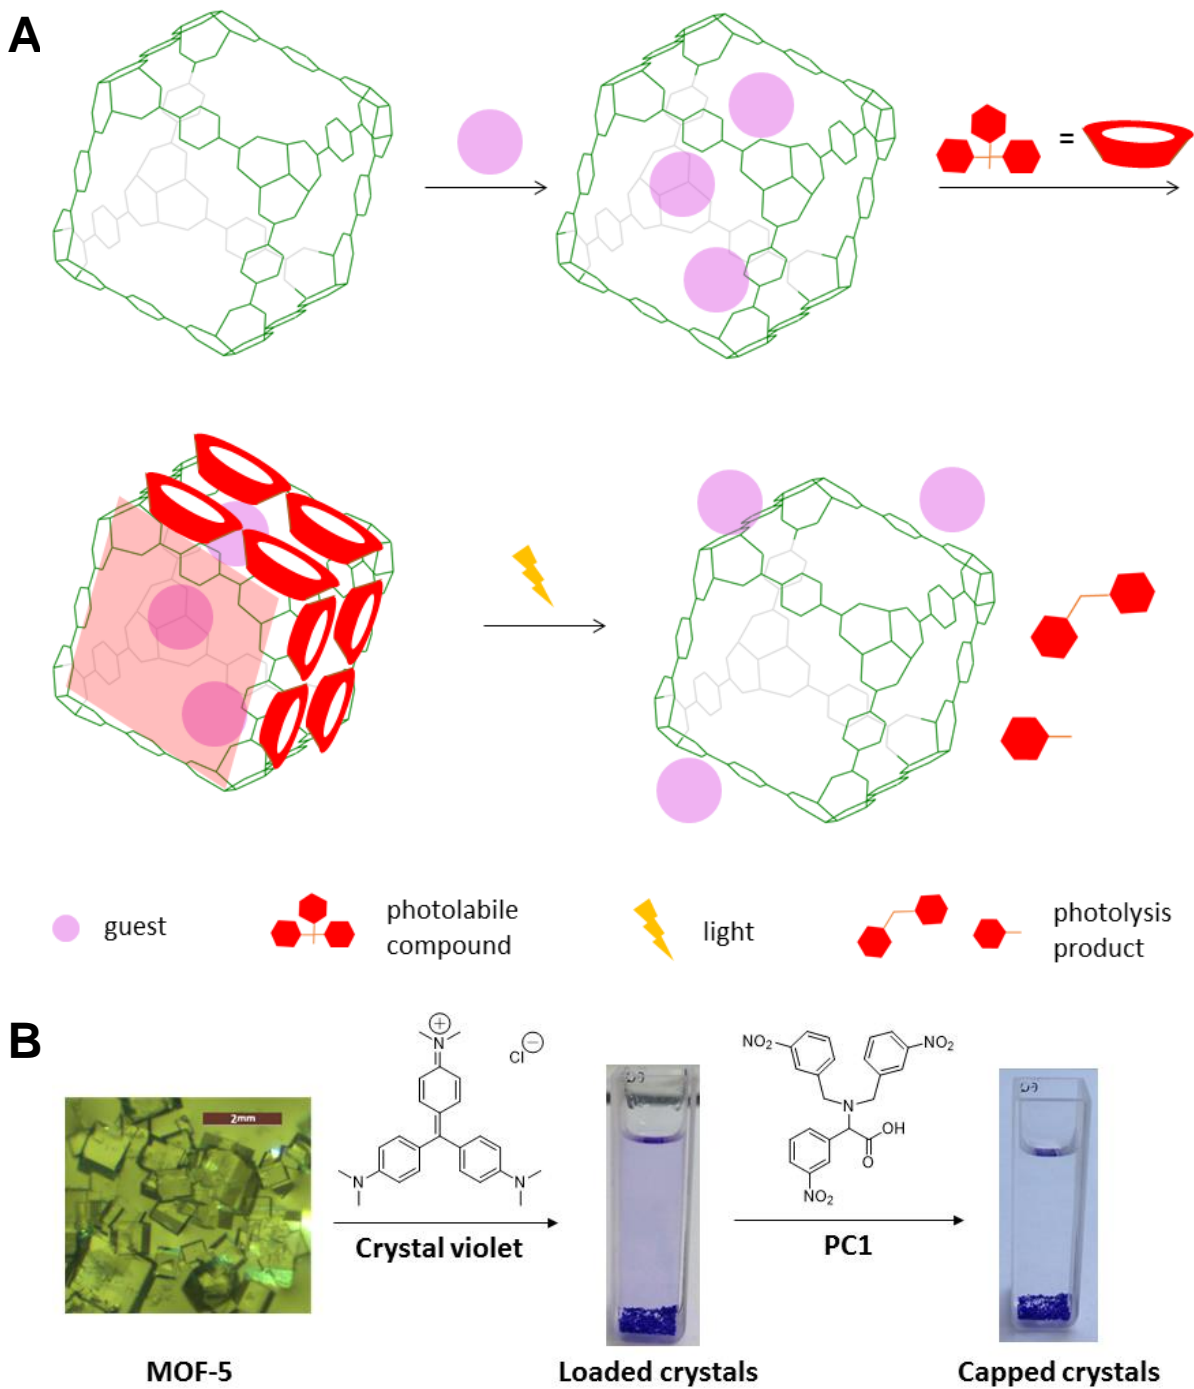 A
=
guest
photolabile
compound
light
photolysis
product
B
2mm
N
⊕
Cl⊖
N
N
Crystal violet
NO₂
NO₂
N
OH
O
NO₂
PC1
MOF-5
Loaded crystals
Capped crystals